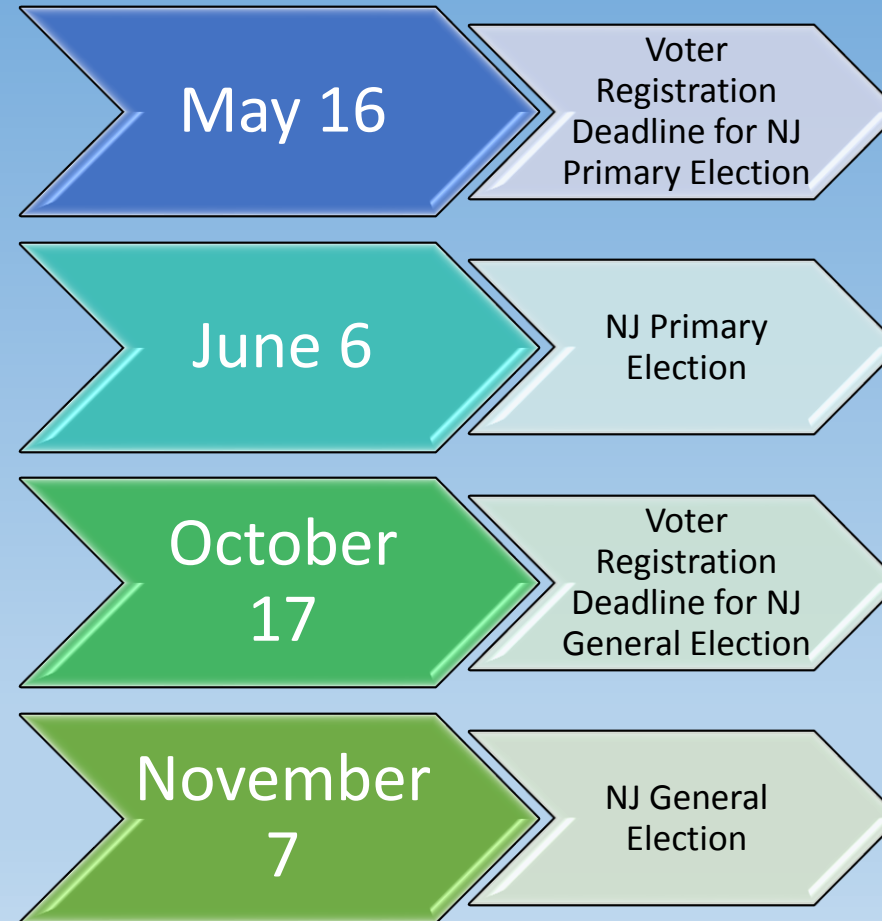 May 16
Voter
Registration
Deadline for NJ
Primary Election
June 6
NJ Primary
Election
October
17
Voter
Registration
Deadline for NJ
General Election
November
7
NJ General
Election